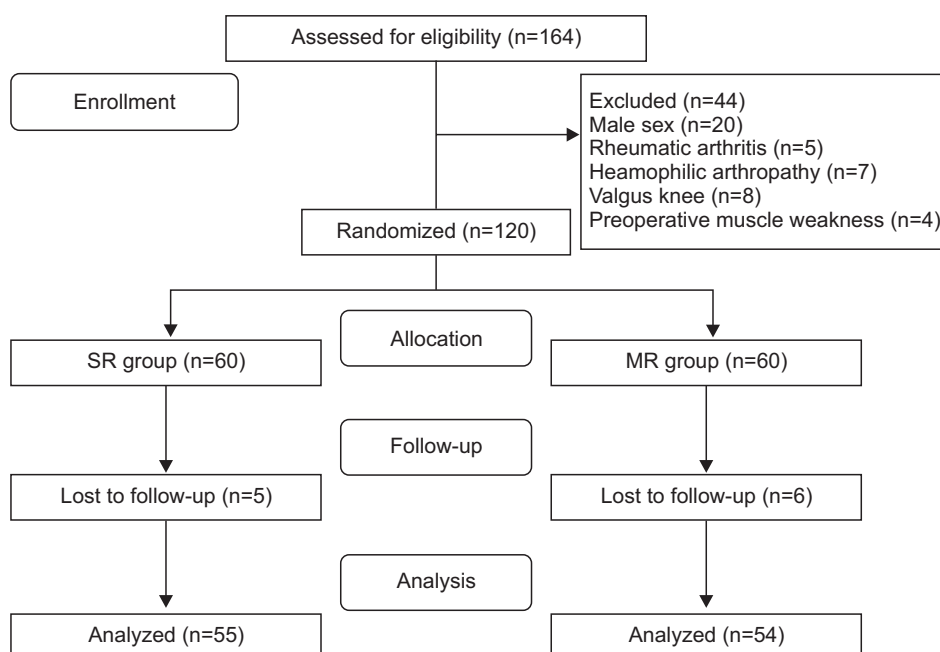 Assessed for eligibility (n=164)
Enrollment
Excluded (n=44)
Male sex (n=20)
Rheumatic arthritis (n=5)
Heamophilic arthropathy (n=7)
Valgus knee (n=8)
Preoperative muscle weakness (n=4)
Randomized (n=120)
Allocation
SR group (n=60)
MR group (n=60)
Follow-up
Lost to follow-up (n=5)
Lost to follow-up (n=6)
Analysis
Analyzed (n=55)
Analyzed (n=54)